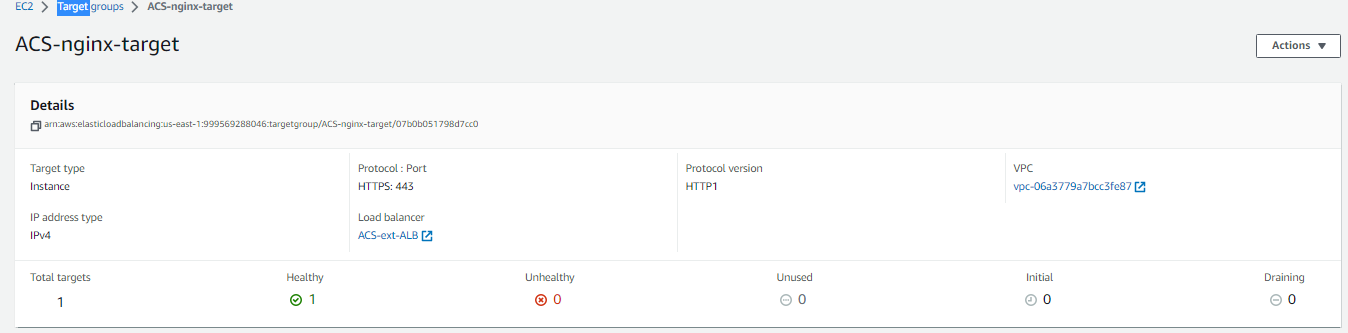 EC2 > Target groups > ACS-nginx-target
ACS-nginx-target
Actions
Details
arn:aws:elasticloadbalancing:us-east-1:999569288046:targetgroup/ACS-nginx-target/07b0b051798d7cc0
Target type
Instance
Protocol : Port
HTTPS: 443
Protocol version
HTTP1
VPC
vpc-06a3779a7bcc3fe87
IP address type
IPv4
Load balancer
ACS-ext-ALB
Total targets
1
Healthy
1
Unhealthy
0
Unused
0
Initial
0
Draining
0